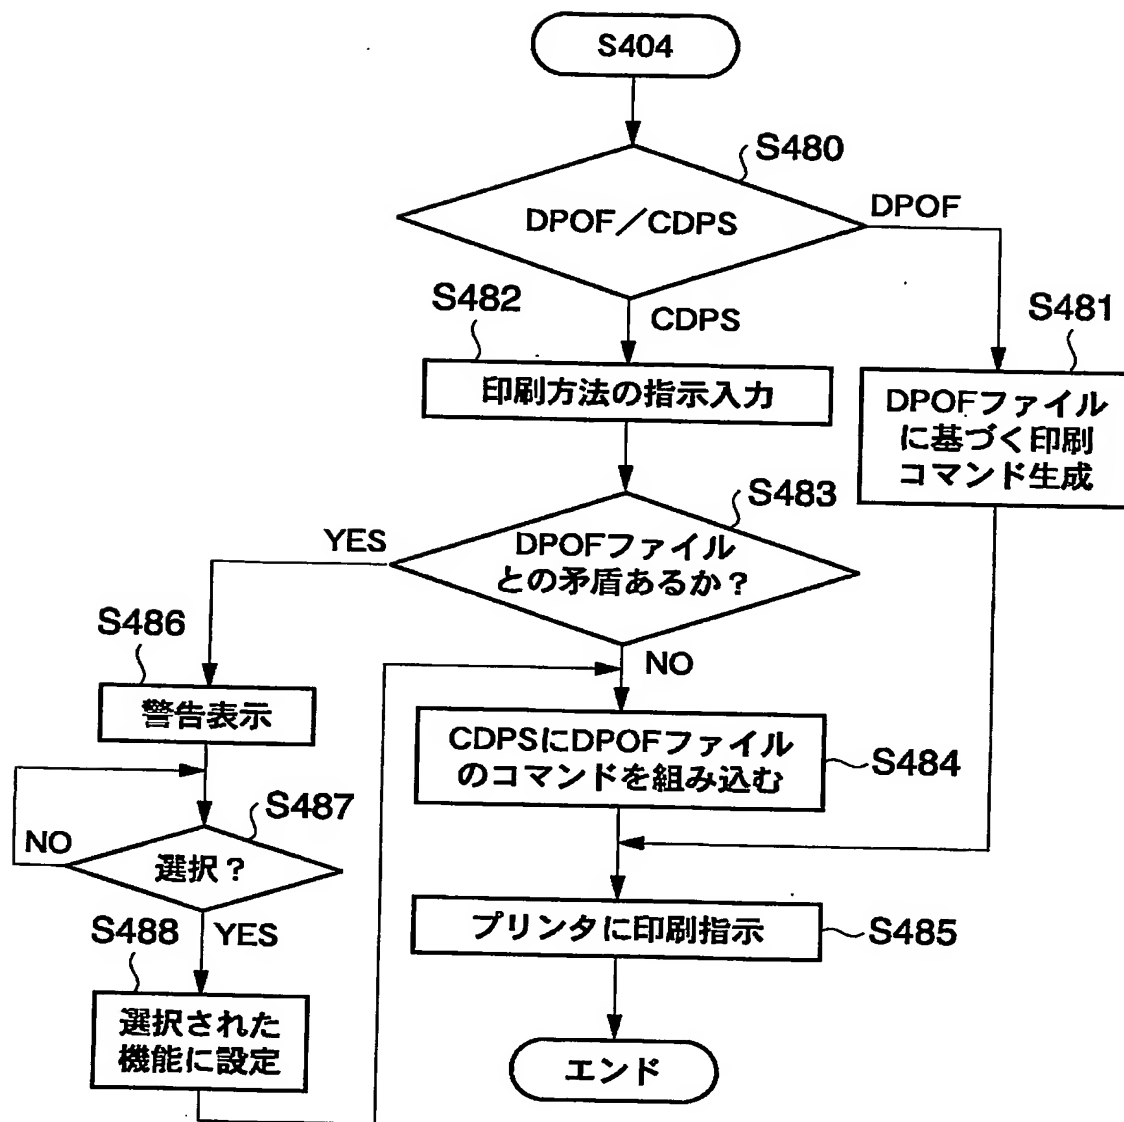 S404
S480
DPOF／CDPS
DPOF
S482
CDPS
S481
印刷方法の指示入力
DPOFファイル
に基づく印刷
コマンド生成
S483
YES
DPOFファイル
との矛盾あるか？
S486
NO
警告表示
CDPSにDPOFファイル
のコマンドを組み込む
S484
S487
NO
選択？
S488
YES
プリンタに印刷指示
S485
選択された
機能に設定
エンド